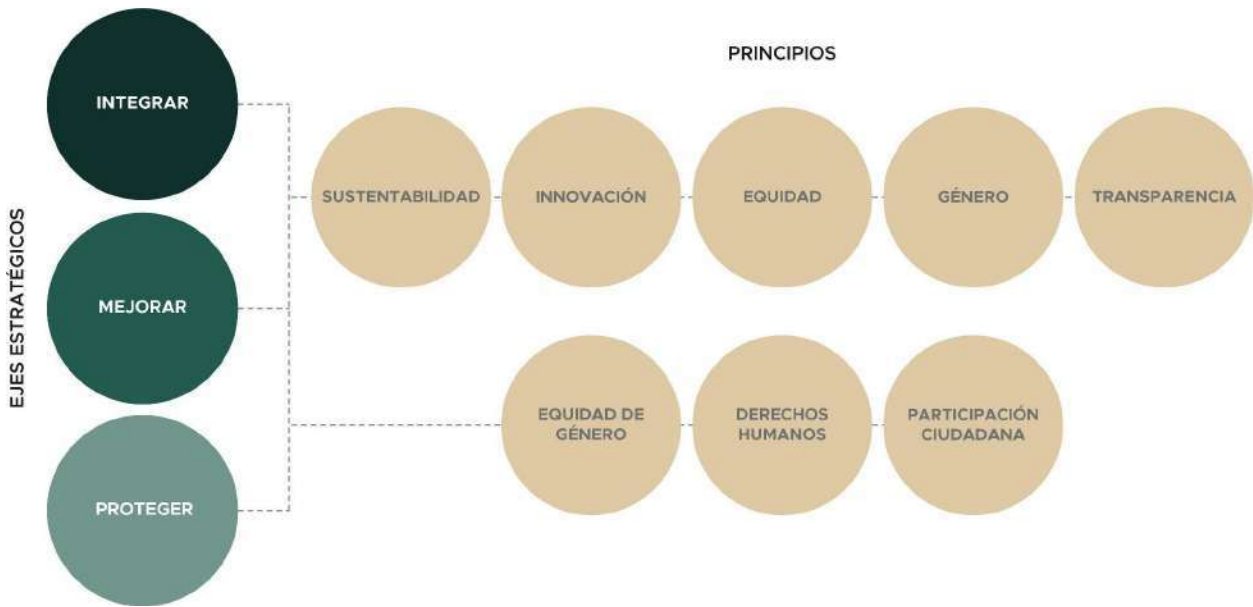 EJES ESTRATÉGICOS
INTEGRAR
MEJORAR
PROTEGER
PRINCIPIOS
SUSTENTABILIDAD
INNOVACIÓN
EQUIDAD
GÉNERO
TRANSPARENCIA
EQUIDAD DE
GÉNERO
DERECHOS
HUMANOS
PARTICIPACIÓN
CIUDADANA